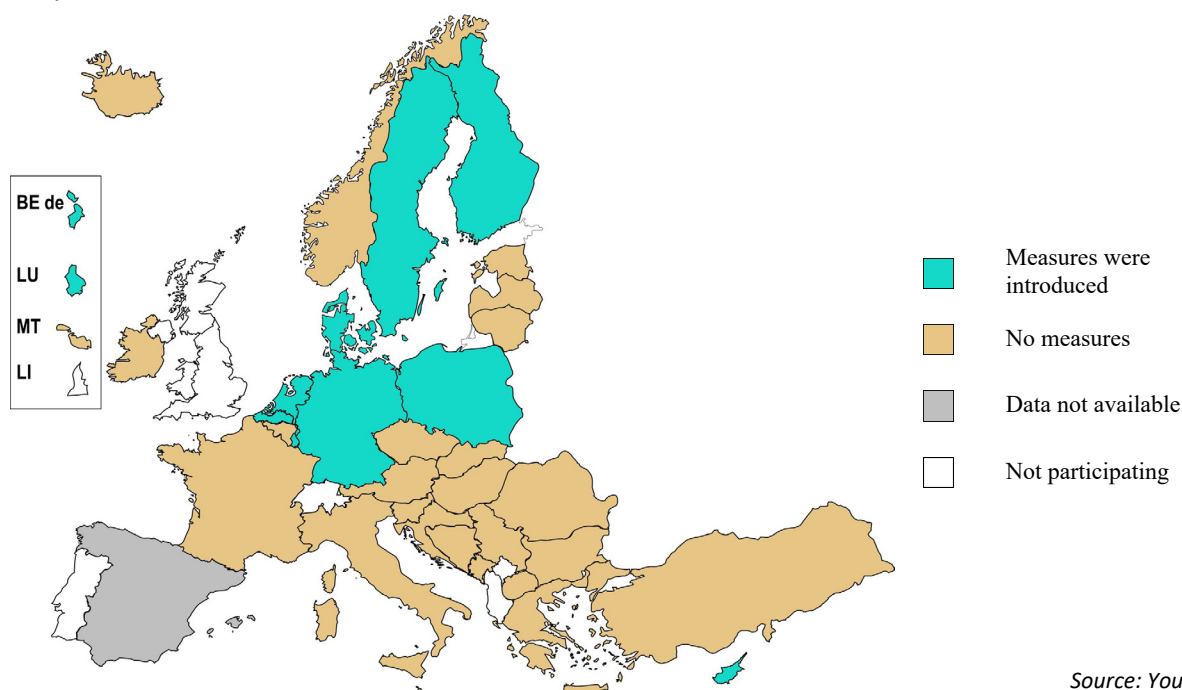 BE de
LU
MT
LI
Measures were
introduced
No measures
Data not available
Not participating
Source: You